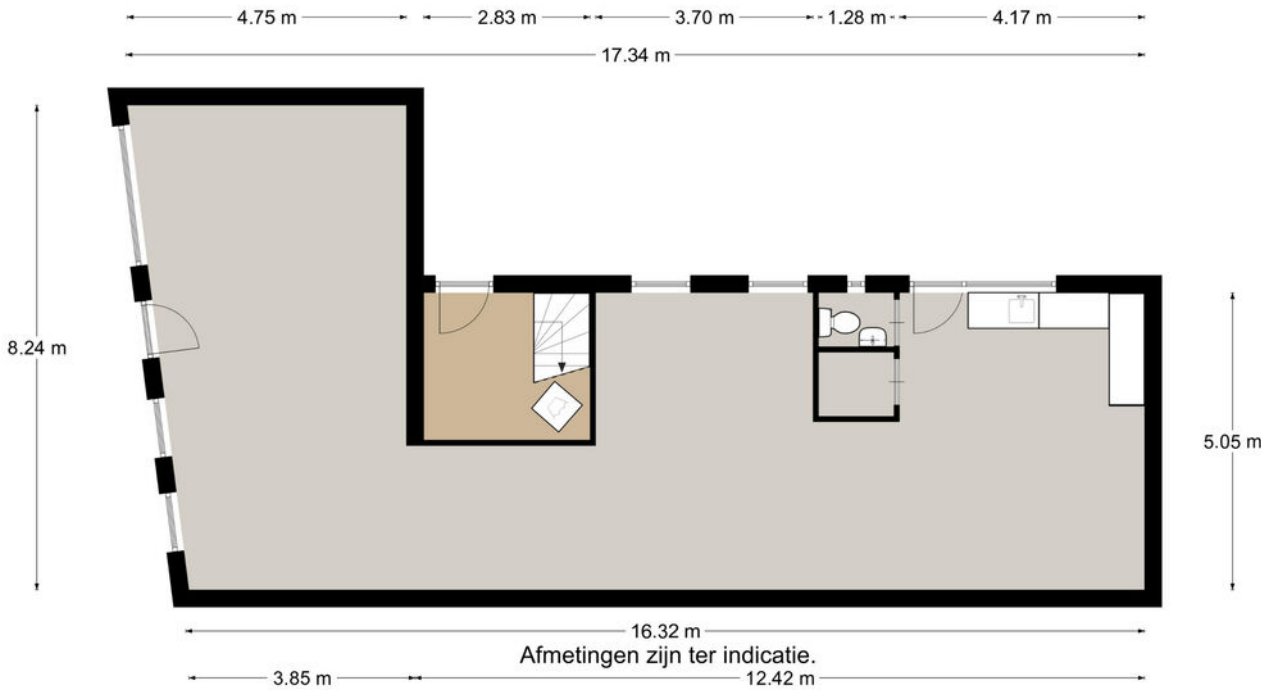 4.75 m 2.83 m 3.70 m 1.28 m 4.17 m
17.34 m
8.24 m
5.05 m
16.32 m
Afmetingen zijn ter indicatie.
3.85 m 12.42 m